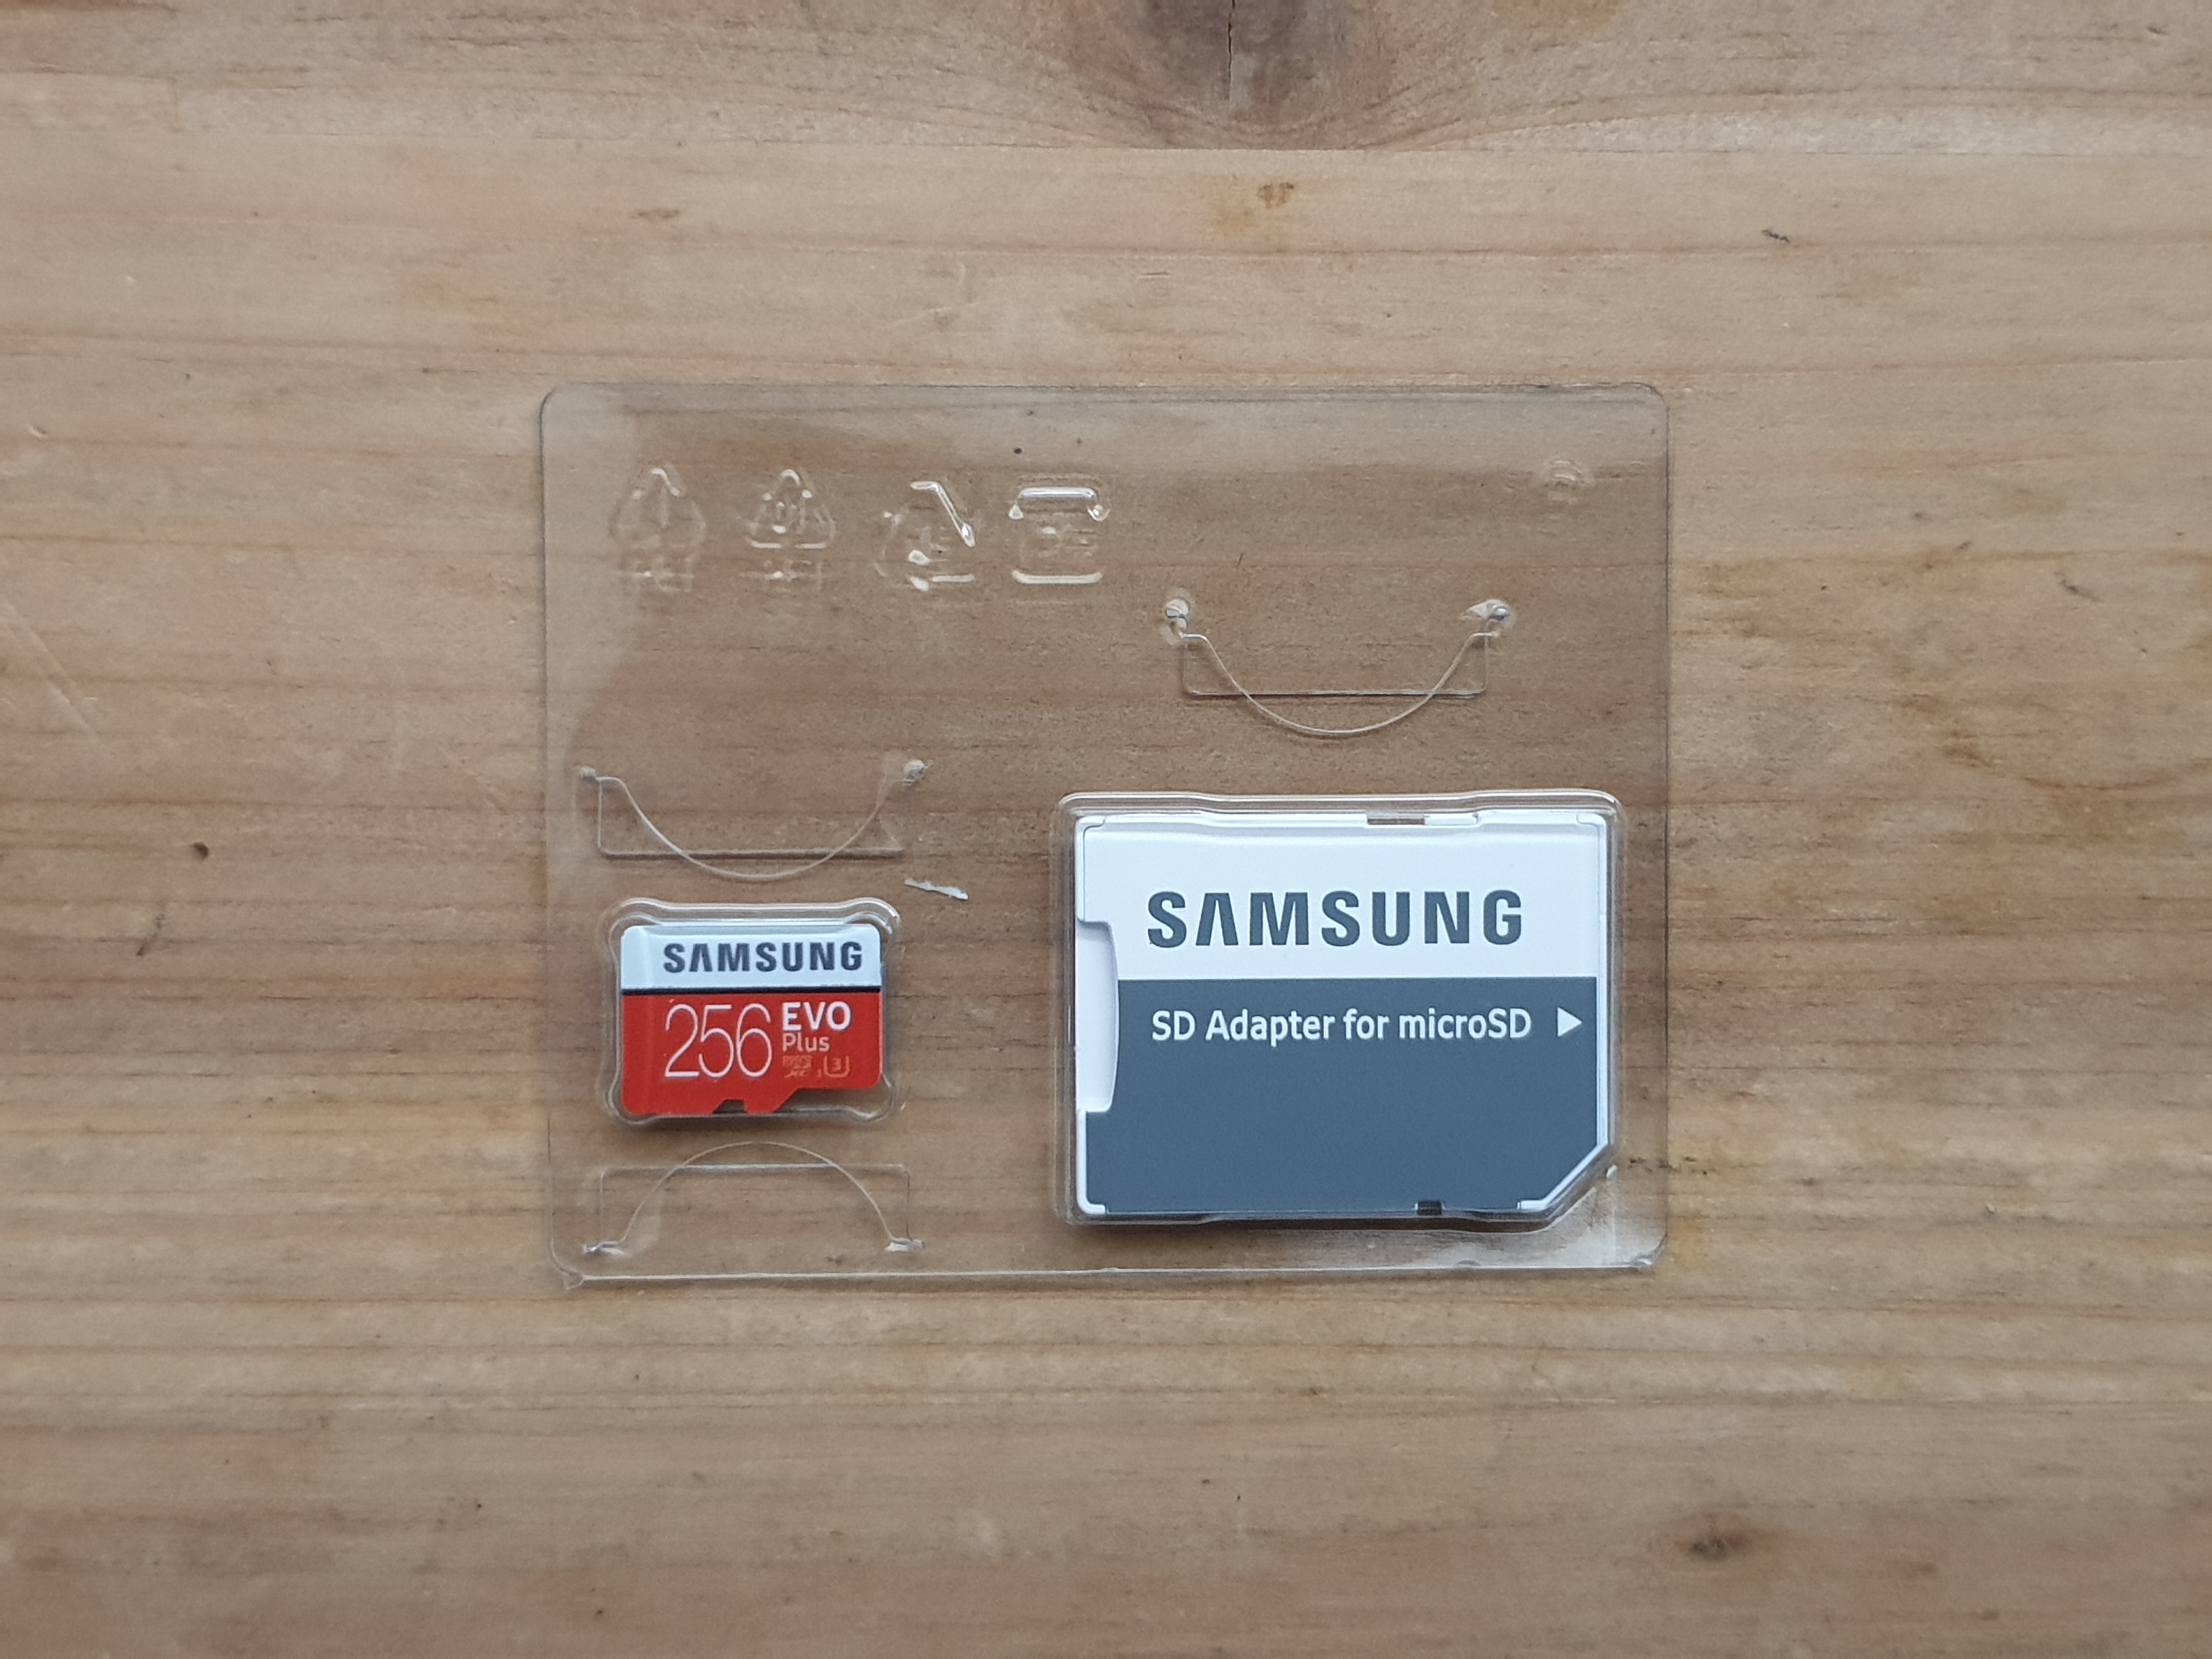 SAMSUNG
256 EVO
Plus
SAMSUNG
SD Adapter for microSD